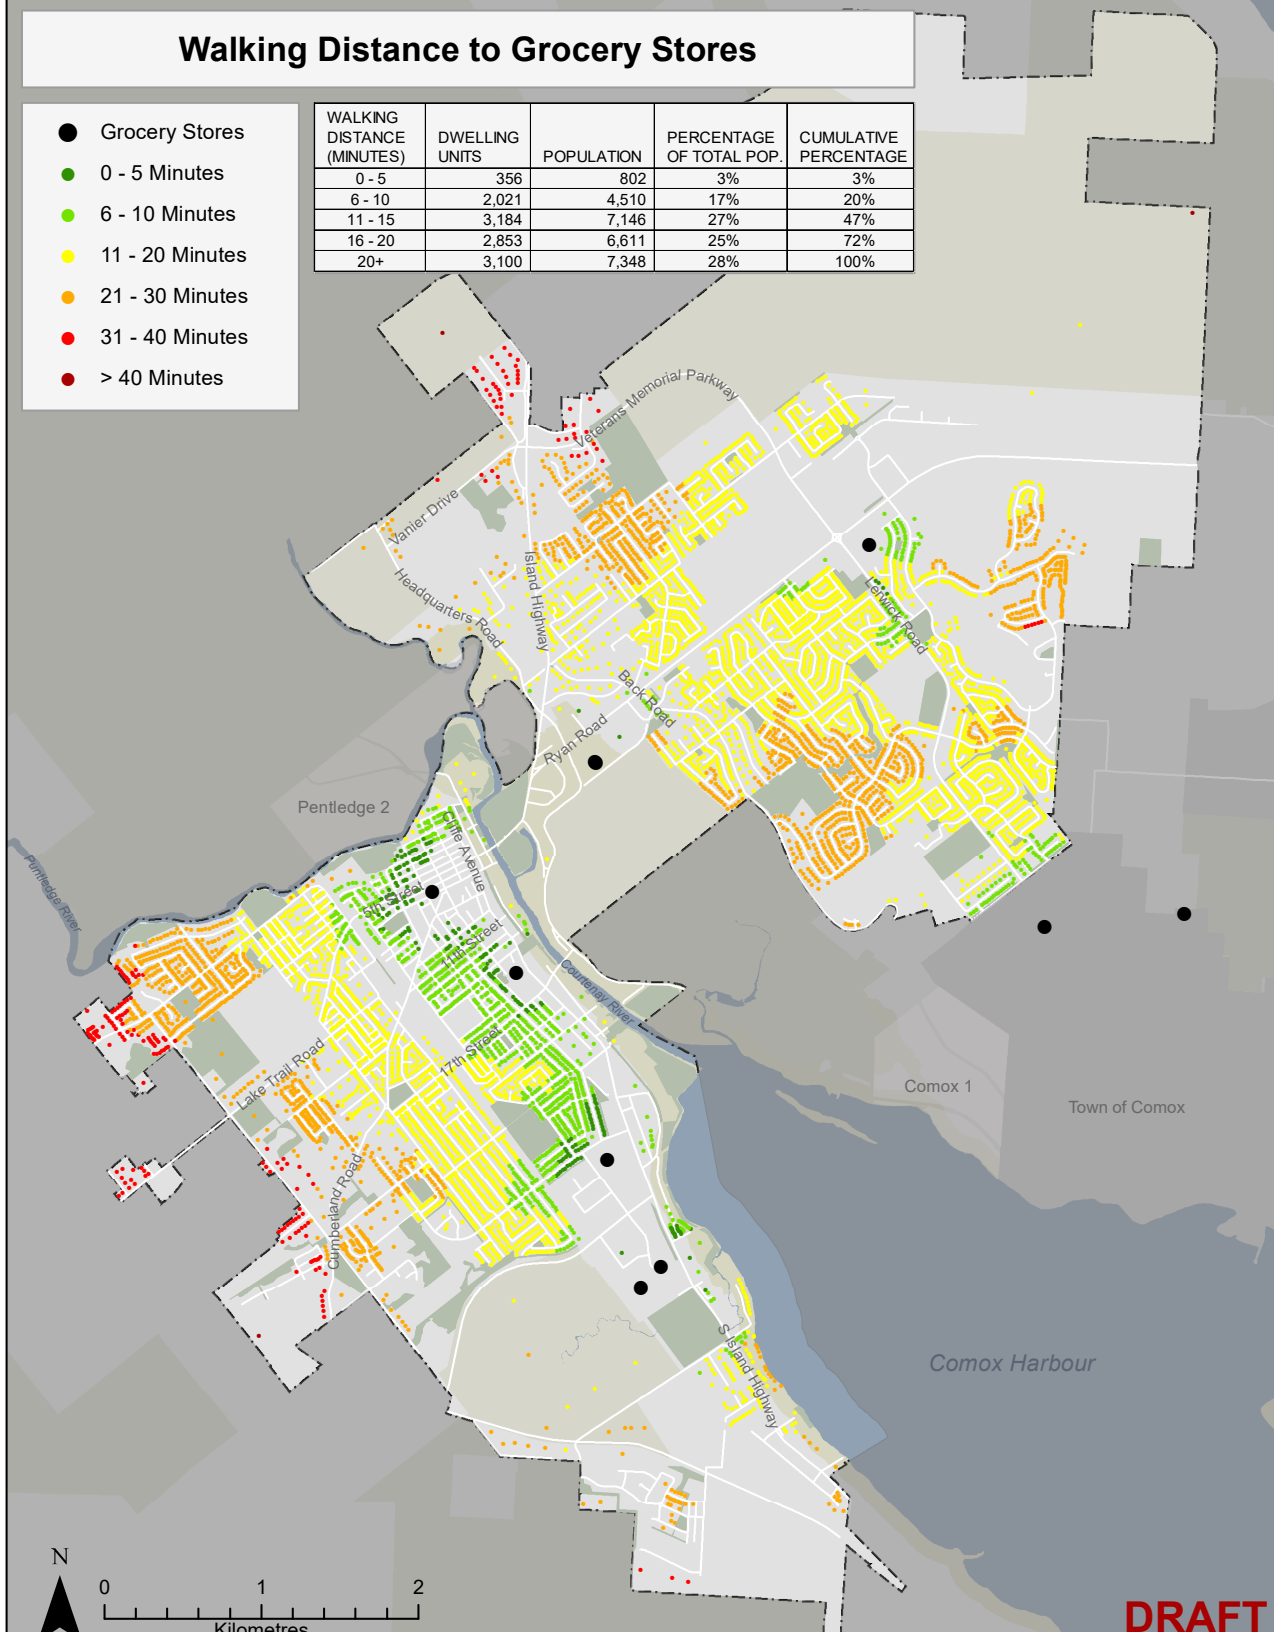 Walking Distance to Grocery Stores
Grocery Stores
0 - 5 Minutes
6 - 10 Minutes
11 - 20 Minutes
21 - 30 Minutes
31 - 40 Minutes
> 40 Minutes
WALKING DISTANCE (MINUTES) DWELLING UNITS POPULATION PERCENTAGE OF TOTAL POP. CUMULATIVE PERCENTAGE
0 - 5 356 802 3% 3%
6 - 10 2,021 4,510 17% 20%
11 - 15 3,184 7,146 27% 47%
16 - 20 2,853 6,611 25% 72%
20+ 3,100 7,348 28% 100%
Veterans Memorial Parkway
Vanier Drive
Island Highway
Headquarters Road
Lerwick Road
Back Road
Ryan Road
Pentledge 2
Cliffe Avenue
Puntledge River
5th Street
11th Street
Courtenay River
17th Street
Lake Trail Road
Comox 1
Town of Comox
Cumberland Road
S Island Highway
Comox Harbour
N
0 1 2
Kilometres
DRAFT